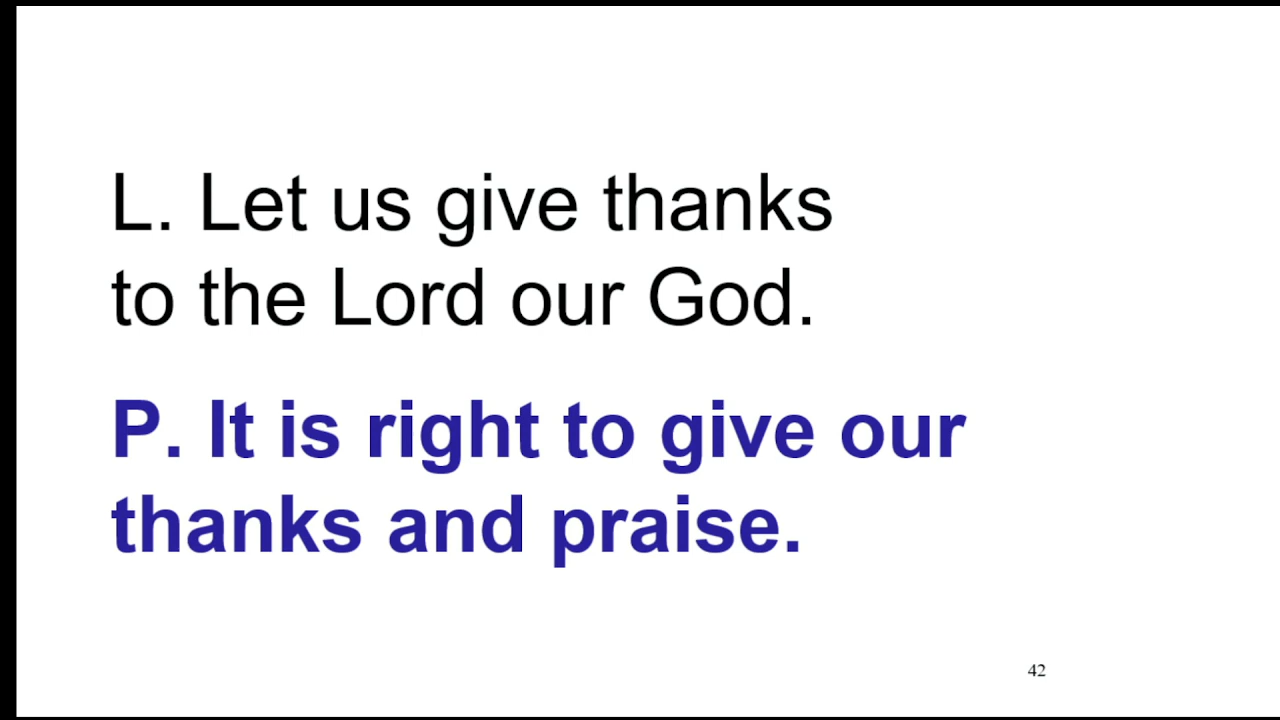 L. Let us give thanks
to the Lord our God.
P. It is right to give our
thanks and praise.
42